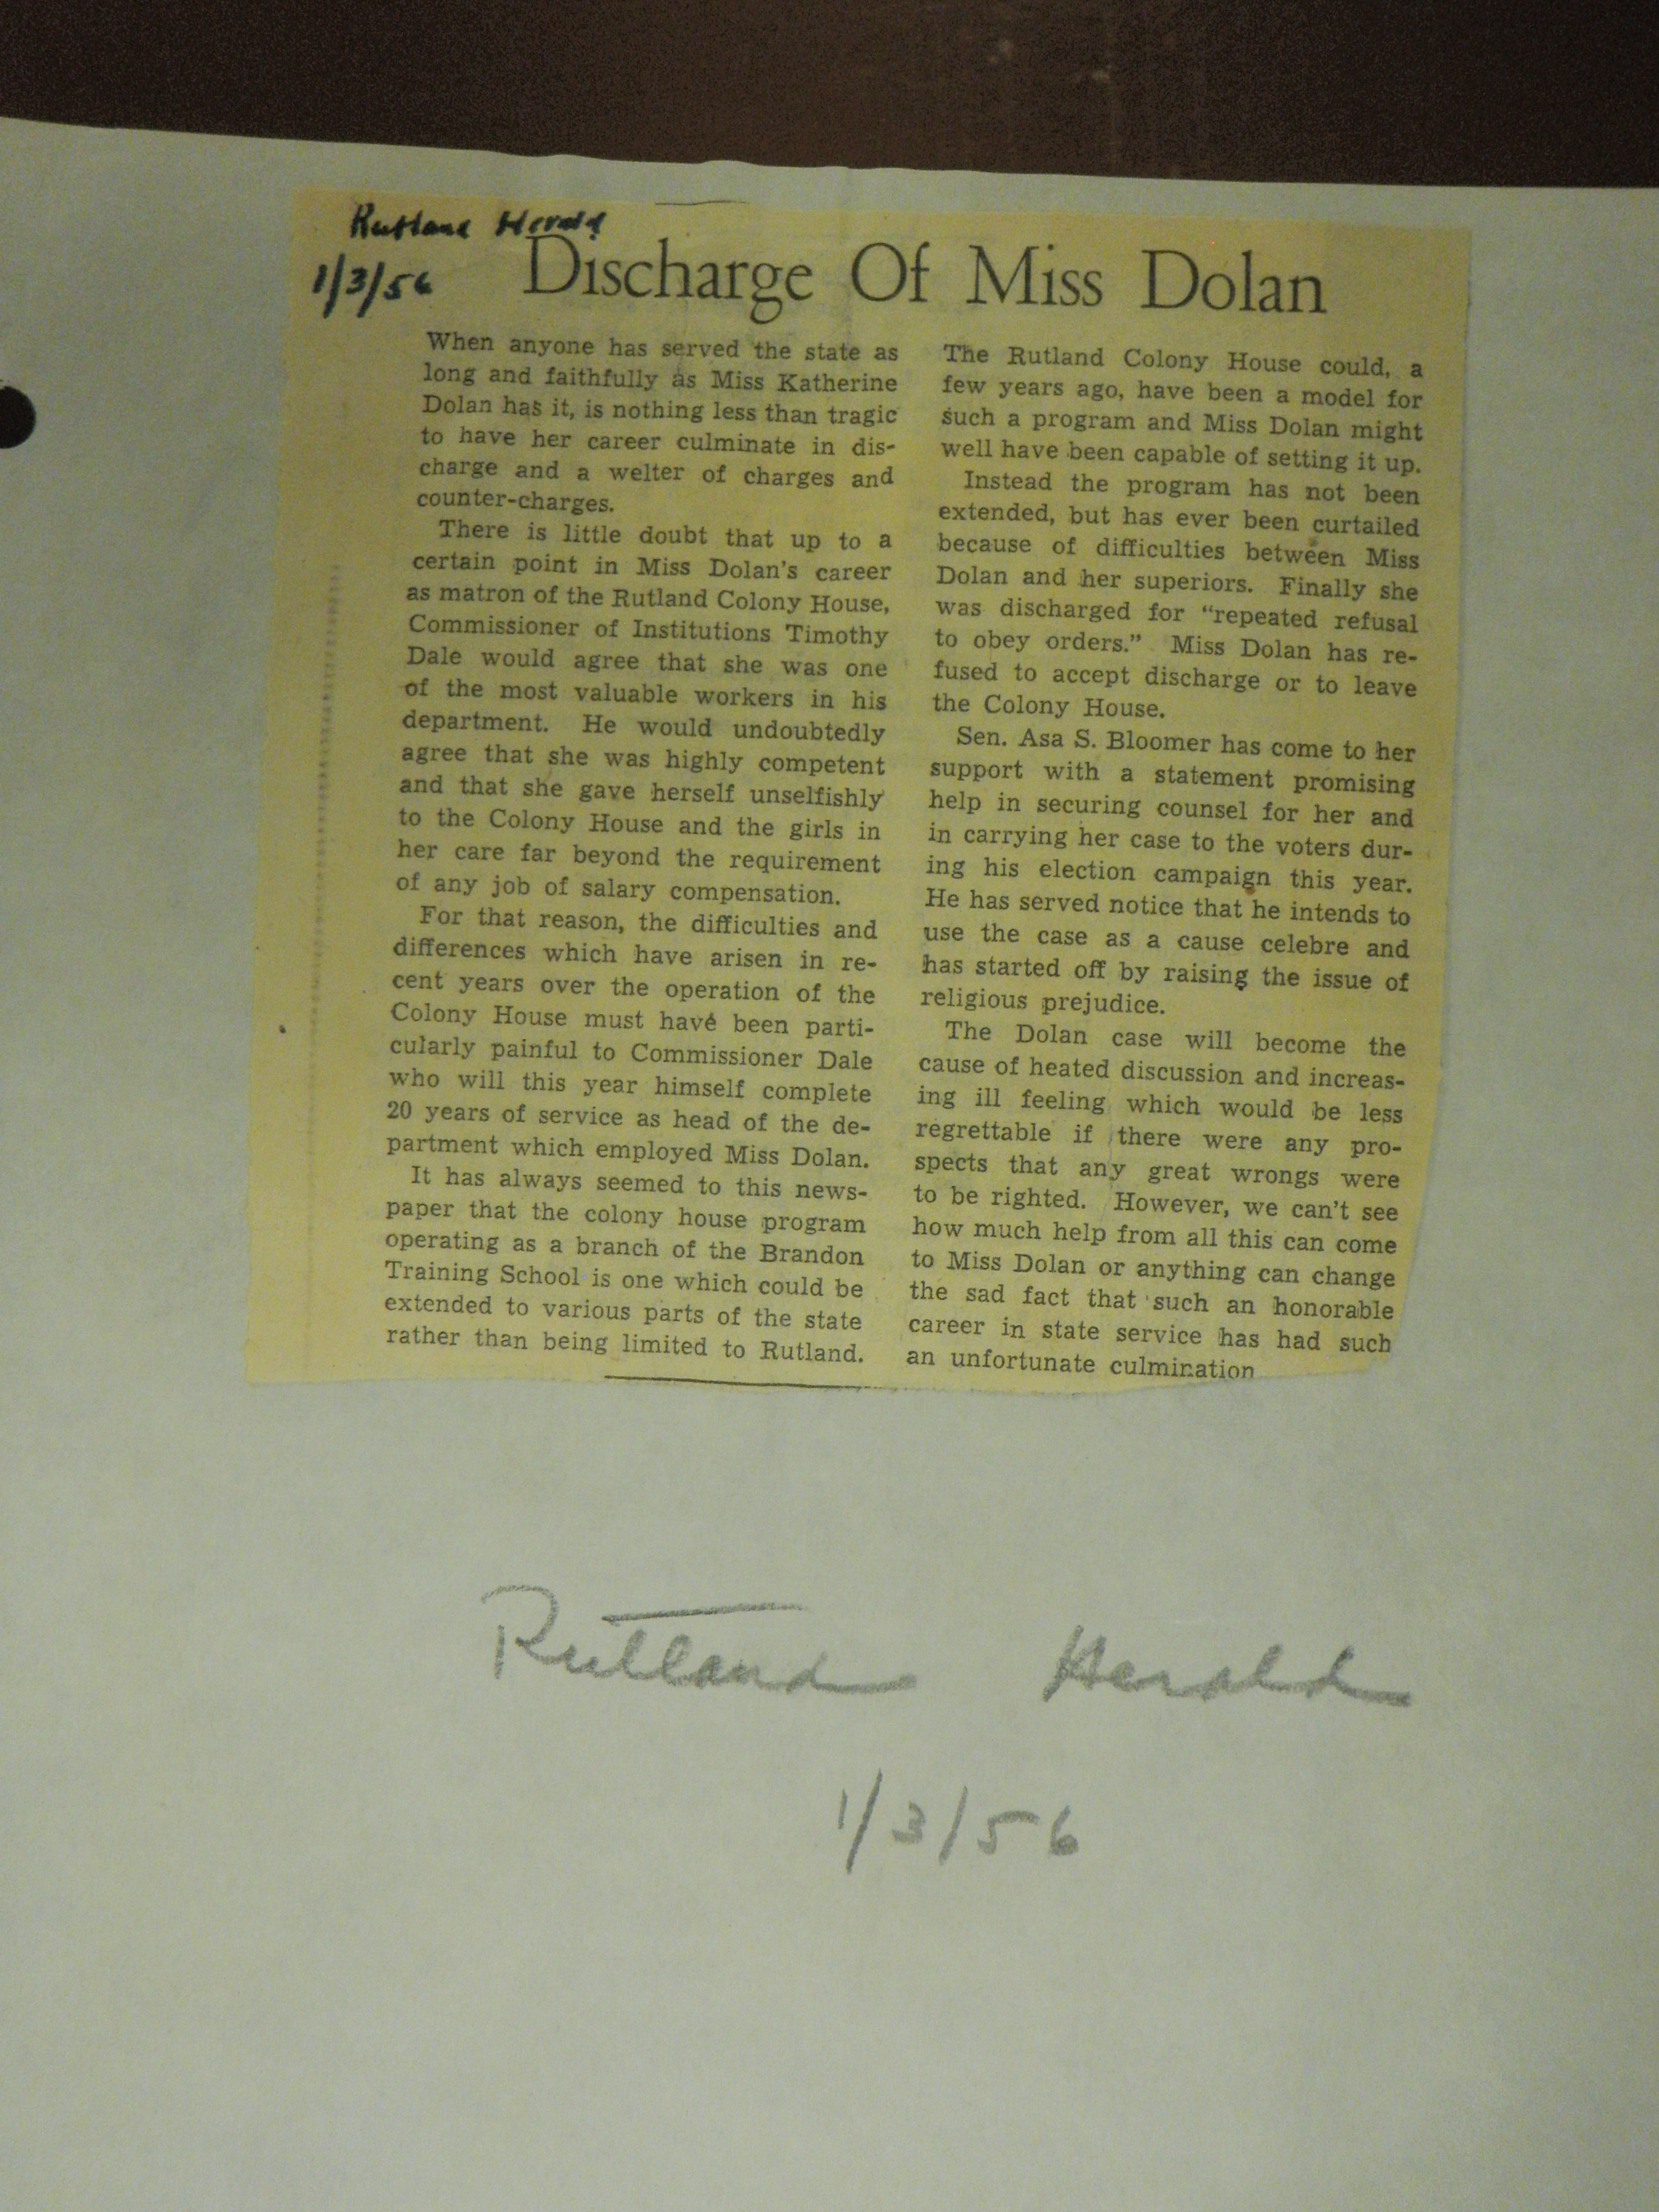 Rutland Herald
1/3/56
Discharge Of Miss Dolan
When anyone has served the state as
long and faithfully as Miss Katherine
Dolan has it, is nothing less than tragic
to have her career culminate in dis-
charge and a welter of charges and
counter-charges.
There is little doubt that up to a
certain point in Miss Dolan's career
as matron of the Rutland Colony House,
Commissioner of Institutions Timothy
Dale would agree that she was one
of the most valuable workers in his
department. He would undoubtedly
agree that she was highly competent
and that she gave herself unselfishly
to the Colony House and the girls in
her care far beyond the requirement
of any job of salary compensation.
For that reason, the difficulties and
differences which have arisen in re-
cent years over the operation of the
Colony House must have been parti-
cularly painful to Commissioner Dale
who will this year himself complete
20 years of service as head of the de-
partment which employed Miss Dolan.
It has always seemed to this news-
paper that the colony house program
operating as a branch of the Brandon
Training School is one which could be
extended to various parts of the state
rather than being limited to Rutland.
The Rutland Colony House could, a
few years ago, have been a model for
such a program and Miss Dolan might
well have been capable of setting it up.
Instead the program has not been
extended, but has ever been curtailed
because of difficulties between Miss
Dolan and her superiors. Finally she
was discharged for “repeated refusal
to obey orders.” Miss Dolan has re-
fused to accept discharge or to leave
the Colony House.
Sen. Asa S. Bloomer has come to her
support with a statement promising
help in securing counsel for her and
in carrying her case to the voters dur-
ing his election campaign this year.
He has served notice that he intends to
use the case as a cause celebre and
has started off by raising the issue of
religious prejudice.
The Dolan case will become the
cause of heated discussion and increas-
ing ill feeling which would be less
regrettable if there were any pro-
spects that any great wrongs were
to be righted. However, we can't see
how much help from all this can come
to Miss Dolan or anything can change
the sad fact that such an honorable
career in state service has had such
an unfortunate culmination
Rutland Herald
1/3/56